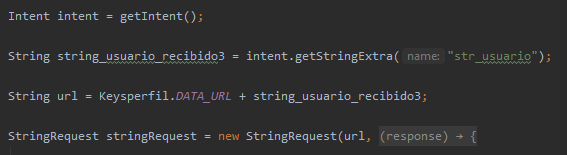 Intent intent = getIntent();
String string_usuario_recibido3 = intent.getStringExtra( name: "str_usuario");
String url = Keysperfil.DATA_URL + string_usuario_recibido3;
StringRequest stringRequest = new StringRequest(url, (response) → {